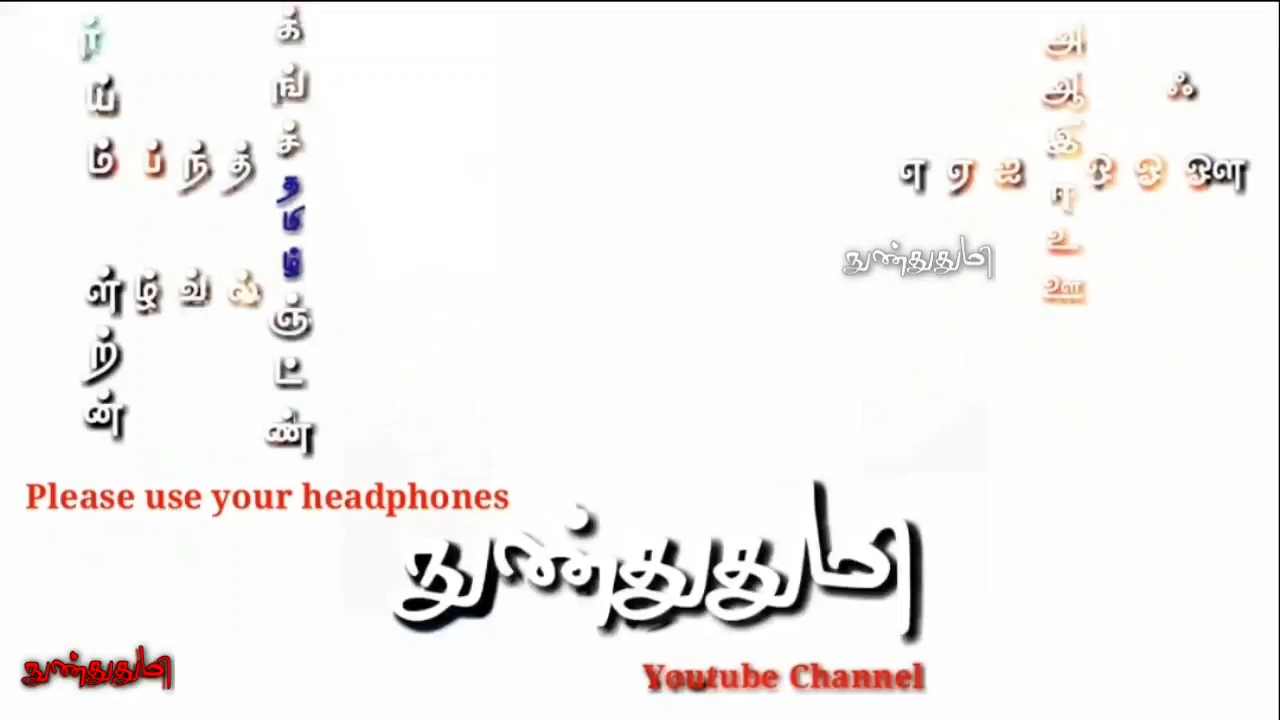 க்
ங்
ச்
த
மி
ழ்
ஞ்
ட்
ண்
ர்
ய்
ம் ப் ந் த்
ள் ழ் வ் ல்
ற்
ன்
அ
ஆ
இ
ஈ
உ
ஊ
எ ஏ ஐ ஒ ஓ ஔ
ஃ
Please use your headphones
Youtube Channel